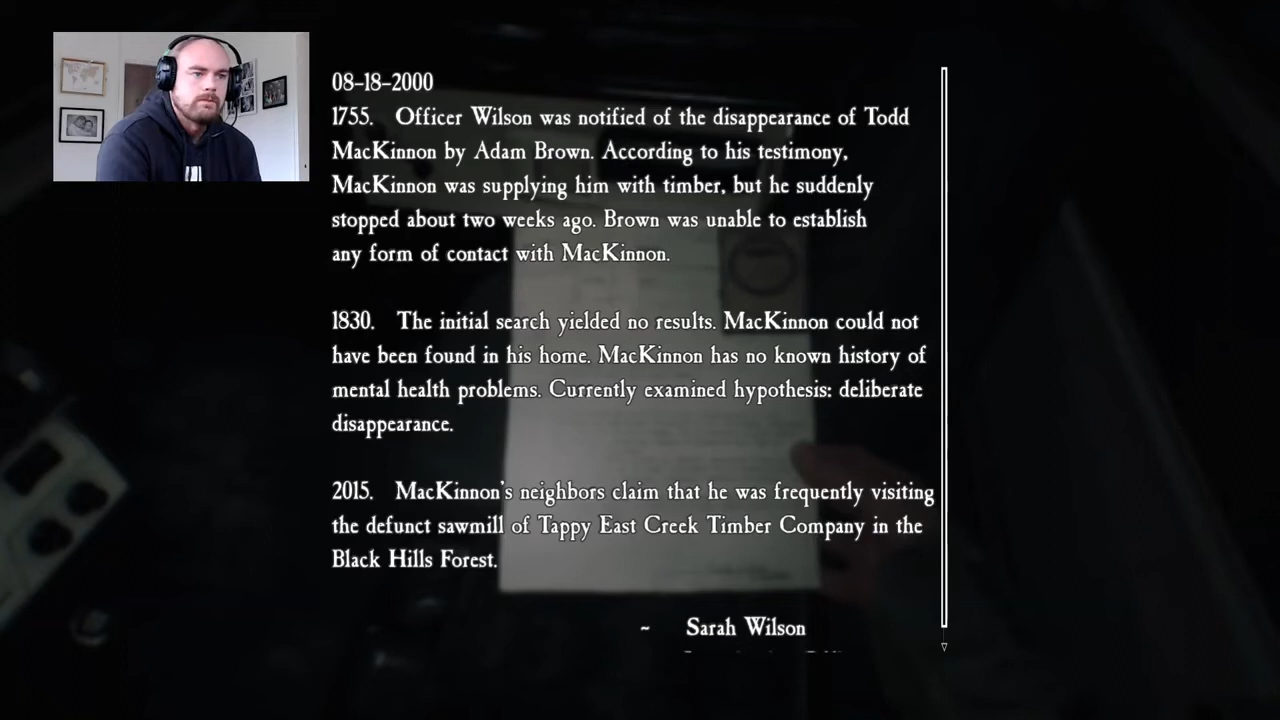 08-18-2000
1755. Officer Wilson was notified of the disappearance of Todd
MacKinnon by Adam Brown. According to his testimony,
MacKinnon was supplying him with timber, but he suddenly
stopped about two weeks ago. Brown was unable to establish
any form of contact with MacKinnon.
1830. The initial search yielded no results. MacKinnon could not
have been found in his home. MacKinnon has no known history of
mental health problems. Currently examined hypothesis: deliberate
disappearance.
2015. MacKinnon's neighbors claim that he was frequently visiting
the defunct sawmill of Tappy East Creek Timber Company in the
Black Hills Forest.
~ Sarah Wilson